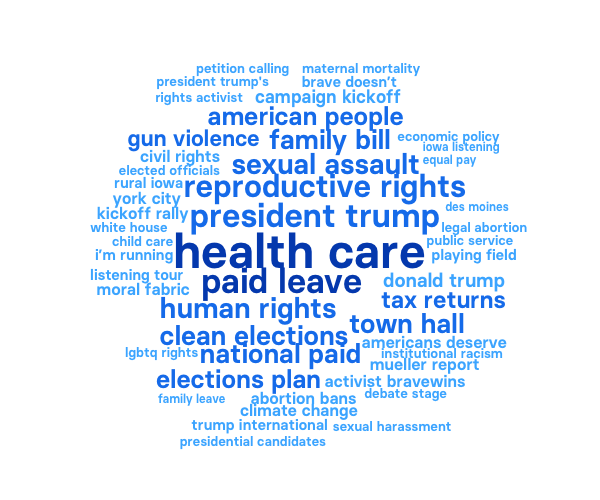 petition calling maternal mortality
president trump's brave doesn't
rights activist campaign kickoff
american people
gun violence family bill economic policy
iowa listening
civil rights sexual assault equal pay
elected officials
rural iowa reproductive rights
york city
kickoff rally president trump des moines
white house legal abortion
child care health care public service
i'm running playing field
listening tour paid leave donald trump
moral fabric
human rights tax returns
clean elections town hall
americans deserve
lgbtq rights national paid institutional racism
mueller report
elections plan activist bravewins
family leave abortion bans debate stage
climate change
trump international sexual harassment
presidential candidates